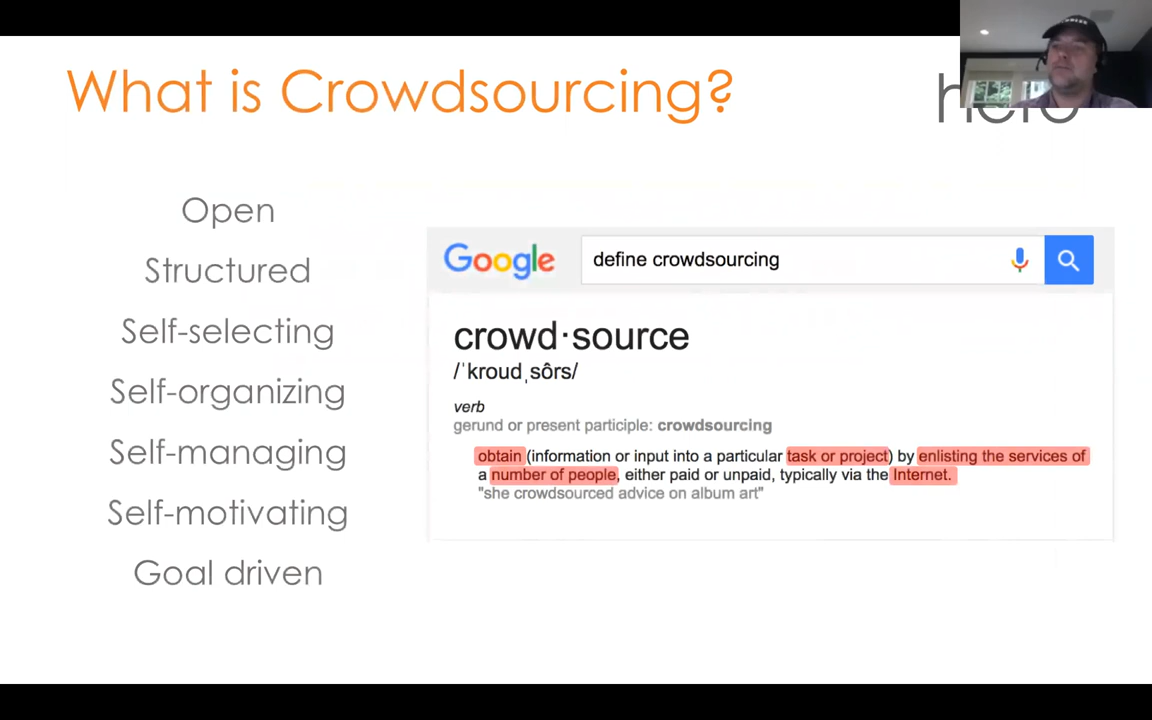 What is Crowdsourcing?
Open
Structured
Self-selecting
Self-organizing
Self-managing
Self-motivating
Goal driven
Google
define crowdsourcing
crowd·source
/ˈkroudˌsôrs/
verb
gerund or present participle: crowdsourcing
obtain (information or input into a particular task or project) by enlisting the services of
a number of people, either paid or unpaid, typically via the Internet.
"she crowdsourced advice on album art"